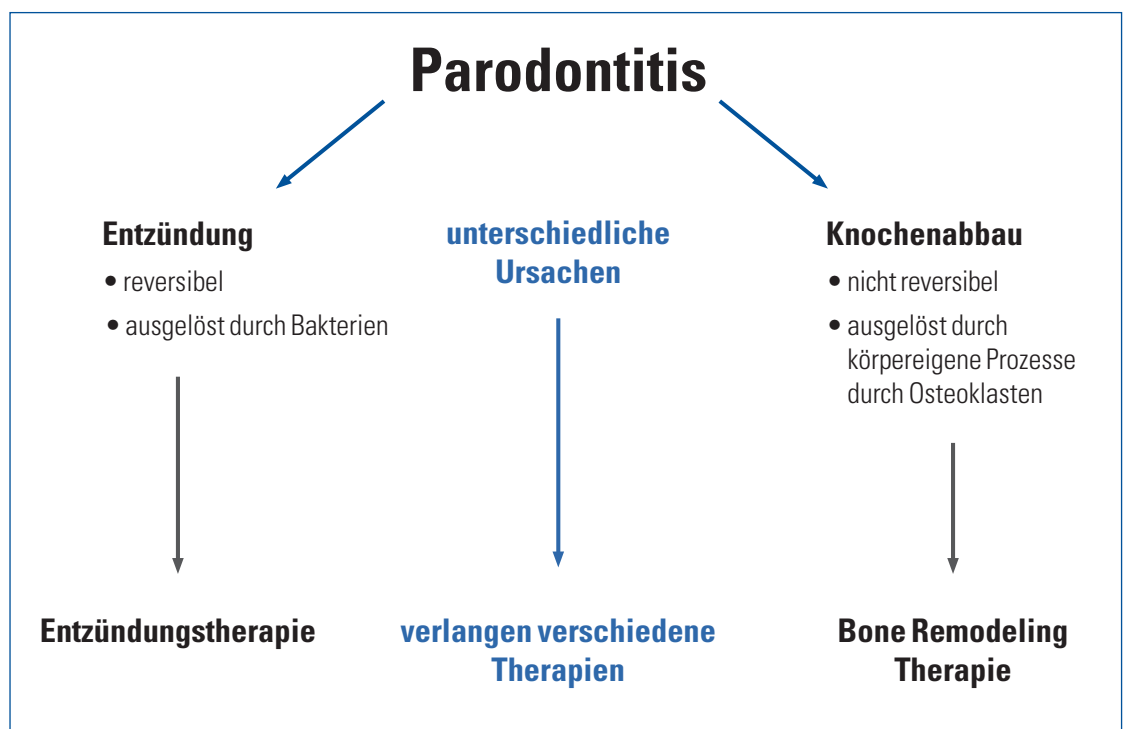 Parodontitis
Entzündung
• reversibel
• ausgelöst durch Bakterien
unterschiedliche
Ursachen
Knochenabbau
• nicht reversibel
• ausgelöst durch
körpereigene Prozesse
durch Osteoklasten
Entzündungstherapie
verlangen verschiedene
Therapien
Bone Remodeling
Therapie